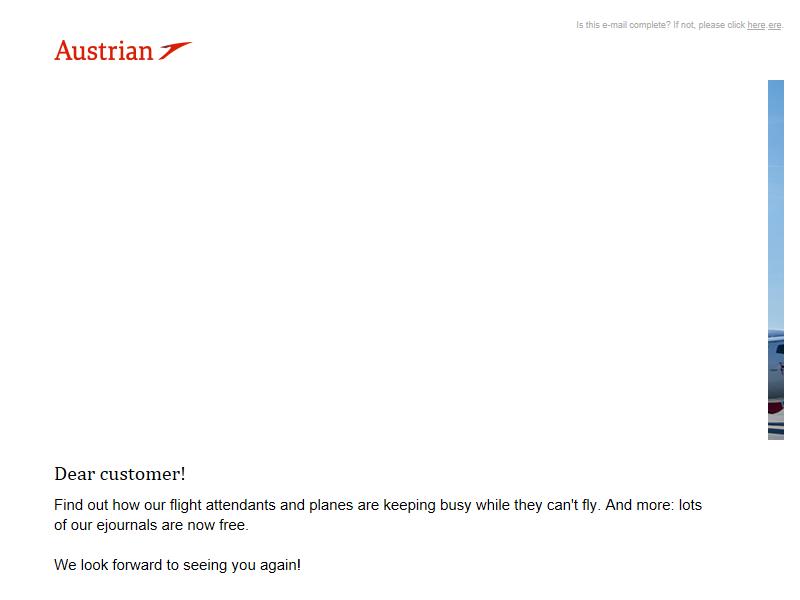 Is this e-mail complete? If not, please click here.ere.
Austrian
Dear customer!
Find out how our flight attendants and planes are keeping busy while they can't fly. And more: lots
of our ejournals are now free.
We look forward to seeing you again!